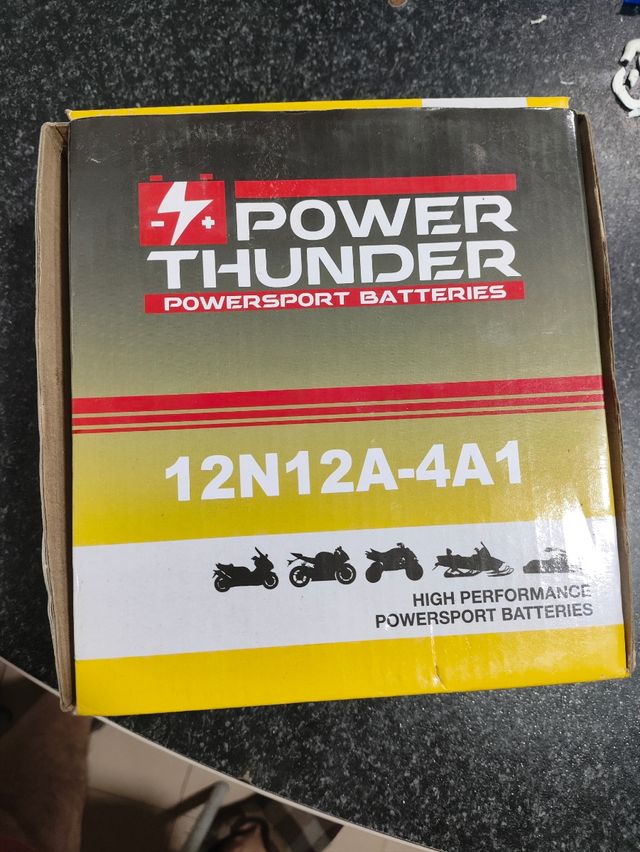 POWER
THUNDER
POWERSPORT BATTERIES
12N12A-4A1
HIGH PERFORMANCE
POWERSPORT BATTERIES